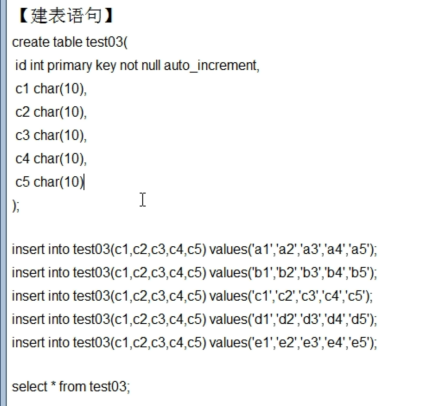 【建表语句】
create table test03(
id int primary key not null auto_increment,
c1 char(10),
c2 char(10),
c3 char(10),
c4 char(10),
c5 char(10)
);
insert into test03(c1,c2,c3,c4,c5) values('a1','a2','a3','a4','a5');
insert into test03(c1,c2,c3,c4,c5) values('b1','b2','b3','b4','b5');
insert into test03(c1,c2,c3,c4,c5) values('c1','c2','c3','c4','c5');
insert into test03(c1,c2,c3,c4,c5) values('d1','d2','d3','d4','d5');
insert into test03(c1,c2,c3,c4,c5) values('e1','e2','e3','e4','e5');
select * from test03;